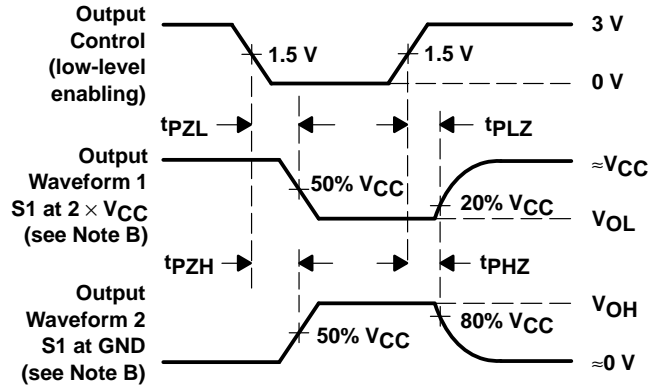 Output
Control
(low-level
enabling)
1.5 V
1.5 V
3 V
0 V
tPZL
tPLZ
Output
Waveform 1
S1 at 2 × VCC
(see Note B)
50% VCC
20% VCC
≈VCC
VOL
tPZH
tPHZ
Output
Waveform 2
S1 at GND
(see Note B)
50% VCC
80% VCC
VOH
≈0 V